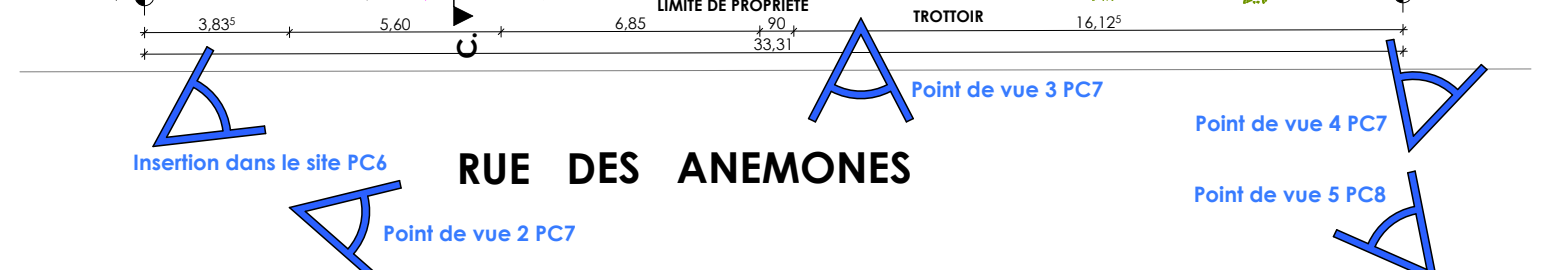 LIMITE DE PROPRIÉTÉ
TROTTOIR
3,83⁵ 5,60 6,85 90 16,12⁵
C.
33,31
Point de vue 3 PC7
Point de vue 4 PC7
Insertion dans le site PC6
RUE DES ANEMONES
Point de vue 5 PC8
Point de vue 2 PC7